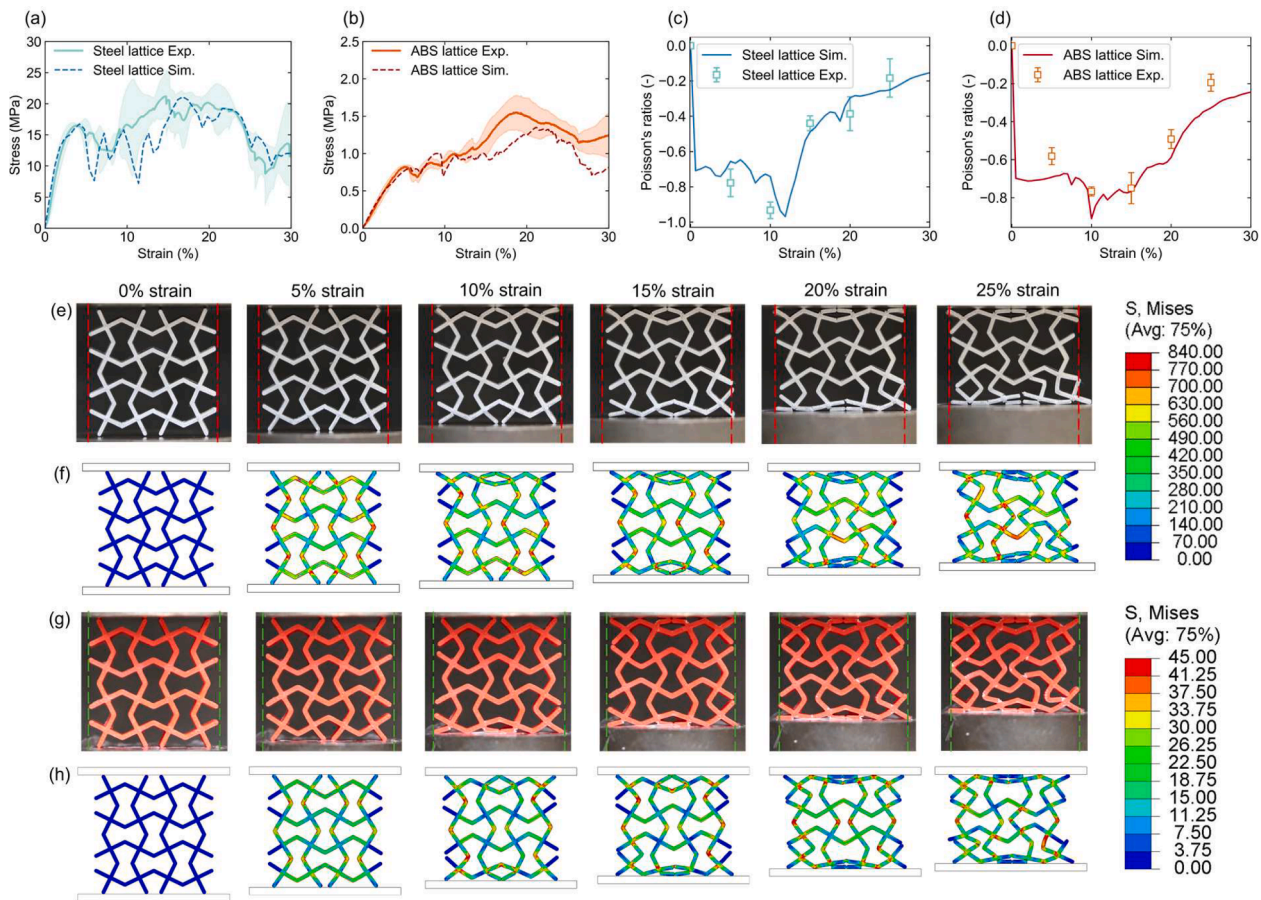 (a)
30
25
20
15
10
5
0
Stress (MPa)
Steel lattice Exp.
Steel lattice Sim.
0 10 20 30
Strain (%)
(b)
2.5
2.0
1.5
1.0
0.5
0.0
Stress (MPa)
ABS lattice Exp.
ABS lattice Sim.
0 10 20 30
Strain (%)
(c)
0.0
−0.2
−0.4
−0.6
−0.8
−1.0
Poisson's ratios (-)
Steel lattice Sim.
Steel lattice Exp.
0 10 20 30
Strain (%)
(d)
0.0
−0.2
−0.4
−0.6
−0.8
Poisson's ratios (-)
ABS lattice Sim.
ABS lattice Exp.
0 10 20 30
Strain (%)
0% strain 5% strain 10% strain 15% strain 20% strain 25% strain
(e)
(f)
S, Mises
(Avg: 75%)
840.00
770.00
700.00
630.00
560.00
490.00
420.00
350.00
280.00
210.00
140.00
70.00
0.00
(g)
(h)
S, Mises
(Avg: 75%)
45.00
41.25
37.50
33.75
30.00
26.25
22.50
18.75
15.00
11.25
7.50
3.75
0.00